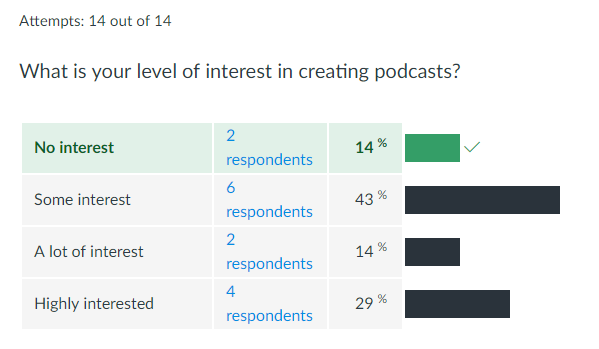 Attempts: 14 out of 14
What is your level of interest in creating podcasts?
No interest
2
respondents
14 %
Some interest
6
respondents
43 %
A lot of interest
2
respondents
14 %
Highly interested
4
respondents
29 %